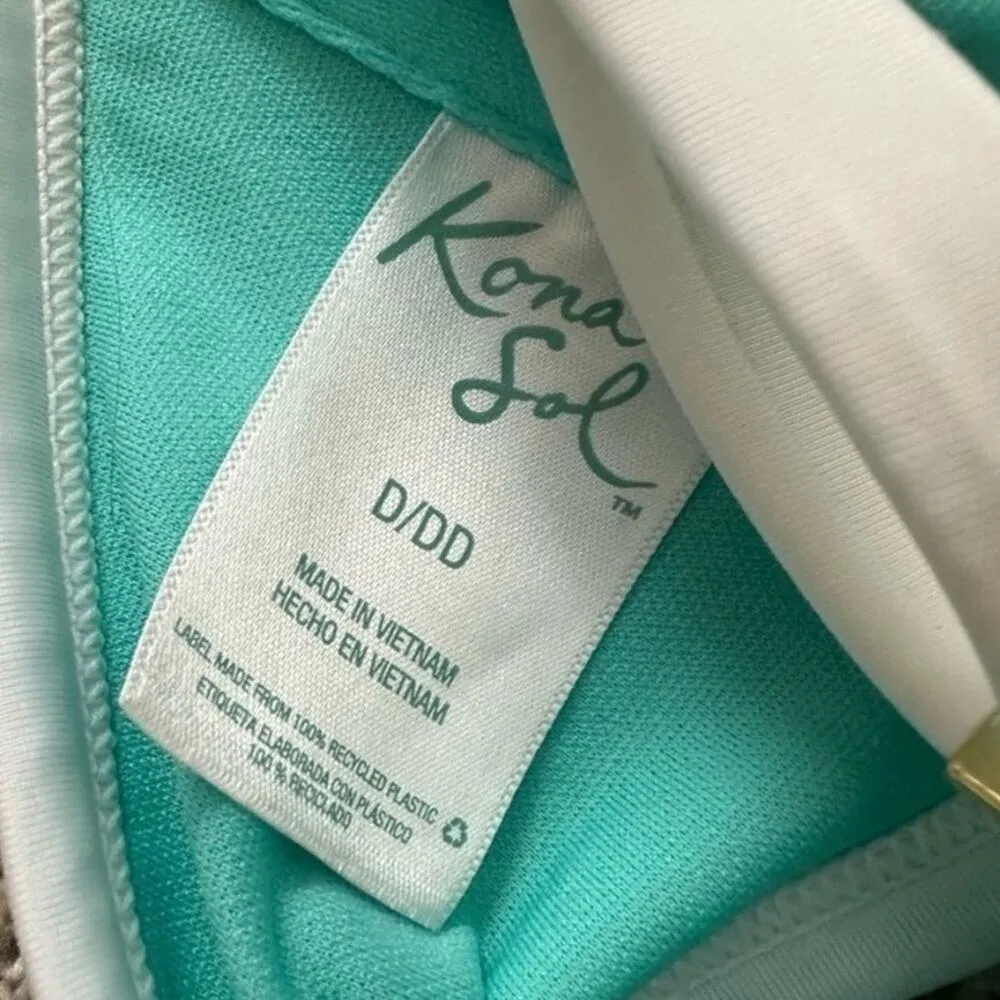 Kona
Sol
TM
D/DD
MADE IN VIETNAM
HECHO EN VIETNAM
LABEL MADE FROM 100% RECYCLED PLASTIC
ETIQUETA ELABORADA CON PLÁSTICO
100% RECICLADO